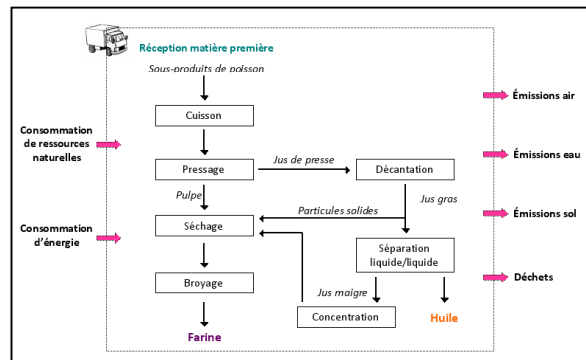 Réception matière première
Sous-produits de poisson
Émissions air
Cuisson
Consommation
de ressources
naturelles
Émissions eau
Jus de presse
Pressage
Décantation
Pulpe
Jus gras
Particules solides
Émissions sol
Séchage
Consommation
d'énergie
Séparation
liquide/liquide
Broyage
Déchets
Jus maigre
Concentration
Huile
Farine